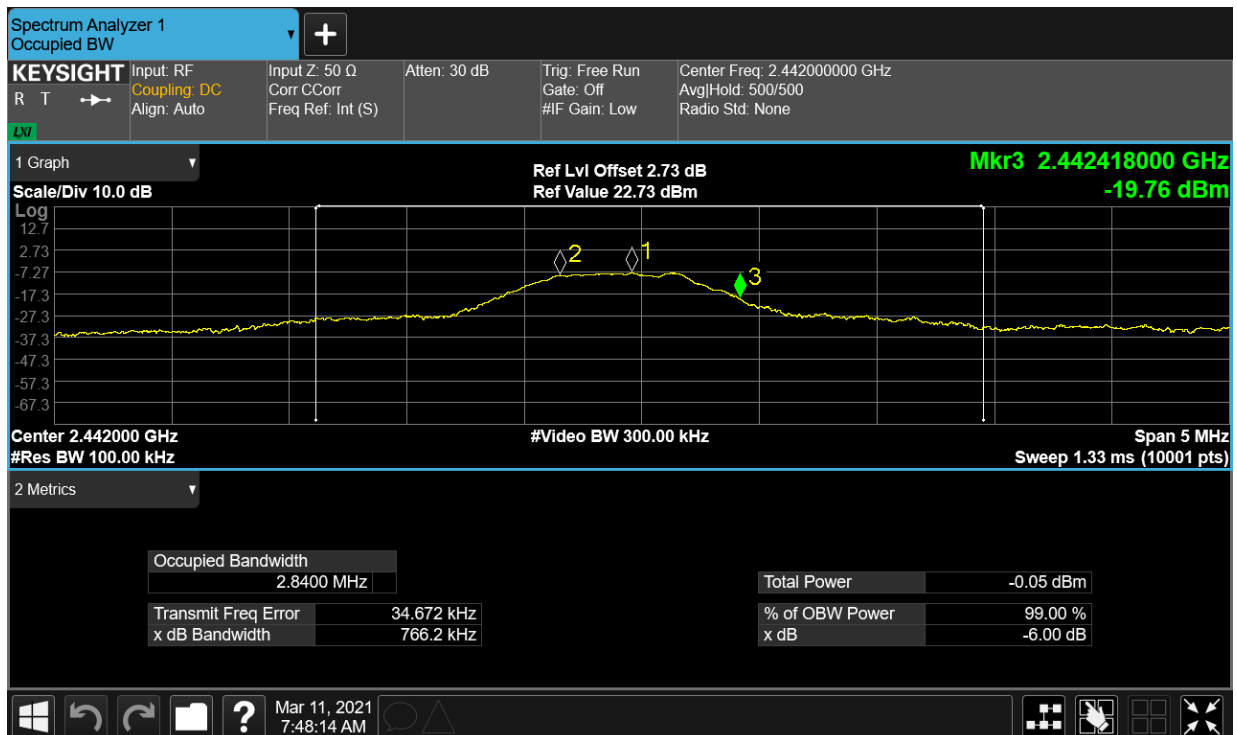 Spectrum Analyzer 1
Occupied BW
+
KEYSIGHT
R T
LXI
Input: RF
Coupling: DC
Align: Auto
Input Z: 50 Ω
Corr CCorr
Freq Ref: Int (S)
Atten: 30 dB
Trig: Free Run
Gate: Off
#IF Gain: Low
Center Freq: 2.442000000 GHz
Avg|Hold: 500/500
Radio Std: None
1 Graph
Scale/Div 10.0 dB
Ref Lvl Offset 2.73 dB
Ref Value 22.73 dBm
Mkr3 2.442418000 GHz
-19.76 dBm
Log
12.7
2.73
-7.27
-17.3
-27.3
-37.3
-47.3
-57.3
-67.3
2
1
3
Center 2.442000 GHz
#Res BW 100.00 kHz
#Video BW 300.00 kHz
Span 5 MHz
Sweep 1.33 ms (10001 pts)
2 Metrics
Occupied Bandwidth
2.8400 MHz
Transmit Freq Error 34.672 kHz
x dB Bandwidth 766.2 kHz
Total Power -0.05 dBm
% of OBW Power 99.00 %
x dB -6.00 dB
?
Mar 11, 2021
7:48:14 AM